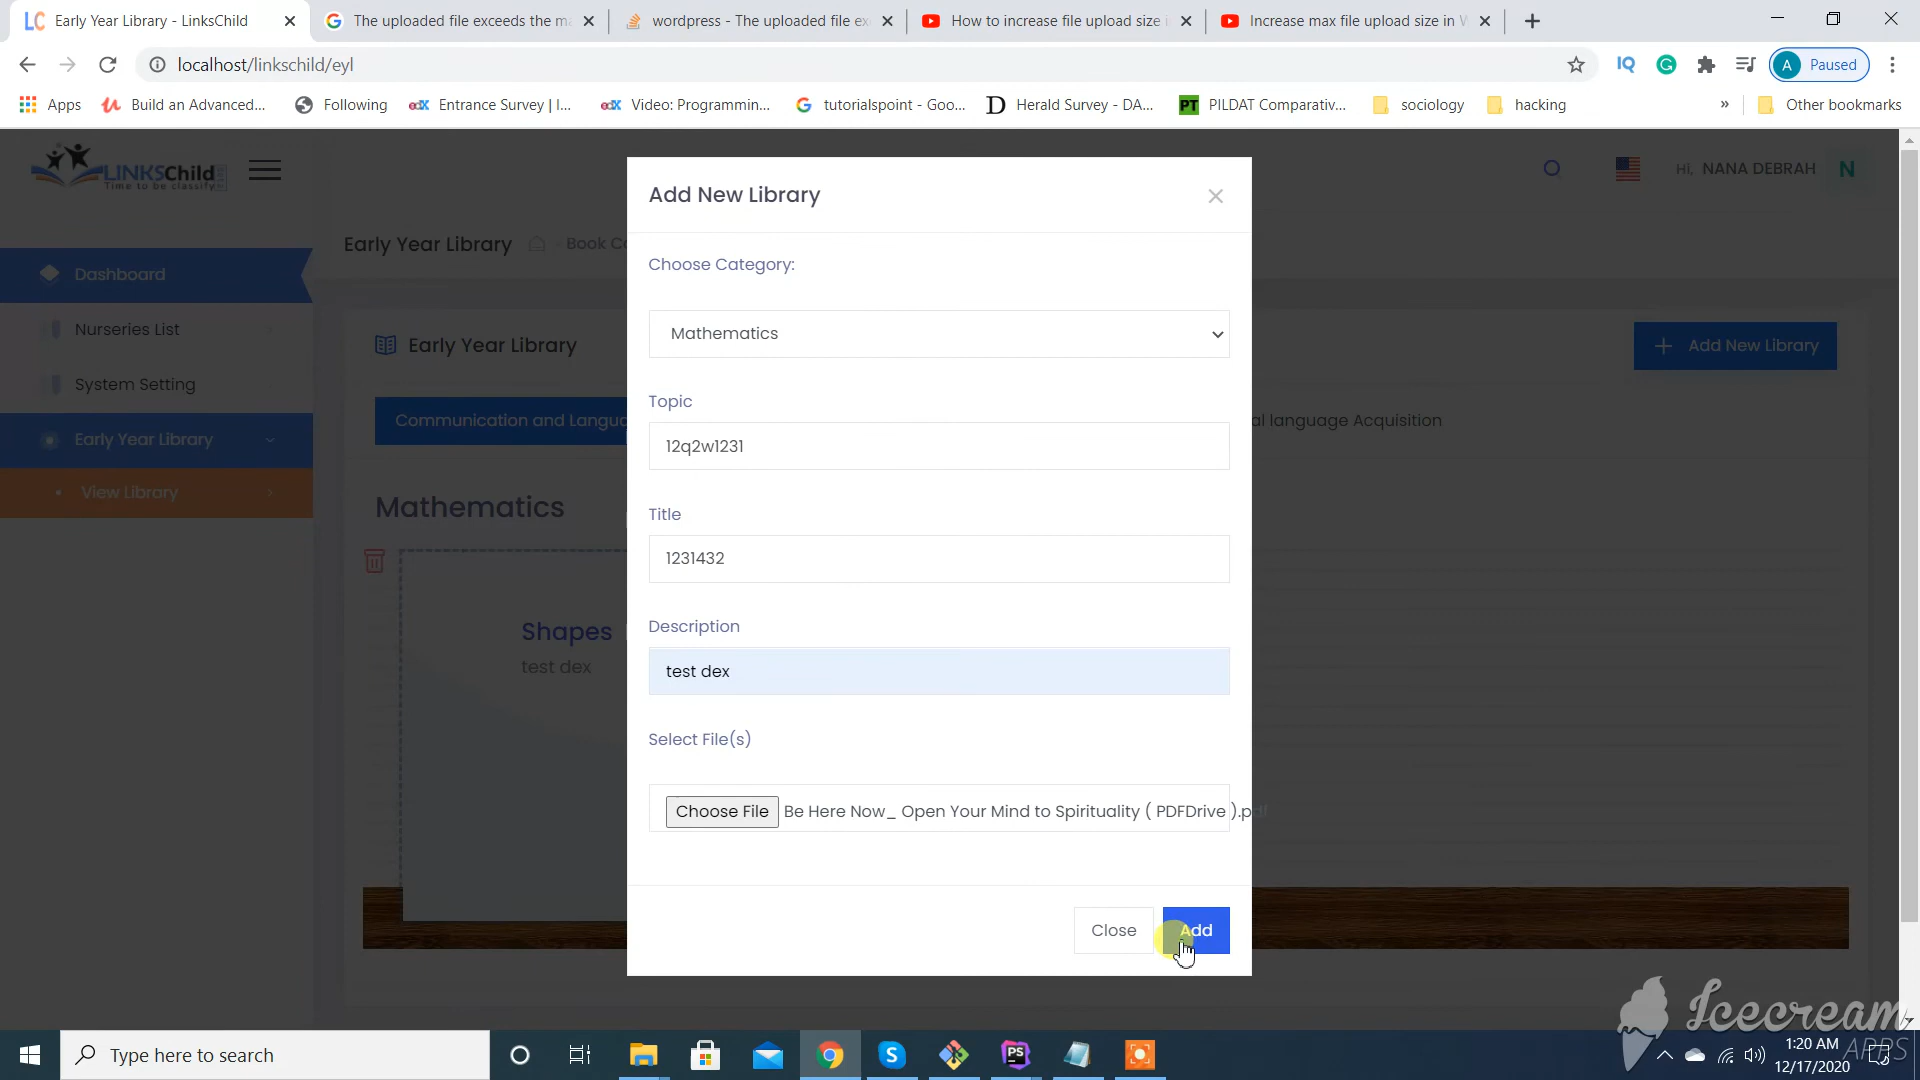 Early Year Library - LinksChild
The uploaded file exceeds the ma
wordpress - The uploaded file ex
How to increase file upload size i
Increase max file upload size in W
localhost/linkschild/eyl
A Paused
Apps
Build an Advanced...
Following
Entrance Survey | I...
Video: Programmin...
tutorialspoint - Goo...
Herald Survey - DA...
PILDAT Comparativ...
sociology
hacking
» Other bookmarks
LINKSChild
Time to be classify
Hi, NANA DEBRAH N
Early Year Library
Book Co
Dashboard
Nurseries List
System Setting
Early Year Library
View Library
Early Year Library
Add New Library
Communication and Languag
al language Acquisition
Mathematics
Shapes
test dex
Add New Library
Choose Category:
Mathematics
Topic
12q2w1231
Title
1231432
Description
test dex
Select File(s)
Choose File Be Here Now_ Open Your Mind to Spirituality ( PDFDrive ).pdf
Close
Add
Icecream
APPS
Type here to search
1:20 AM
12/17/2020